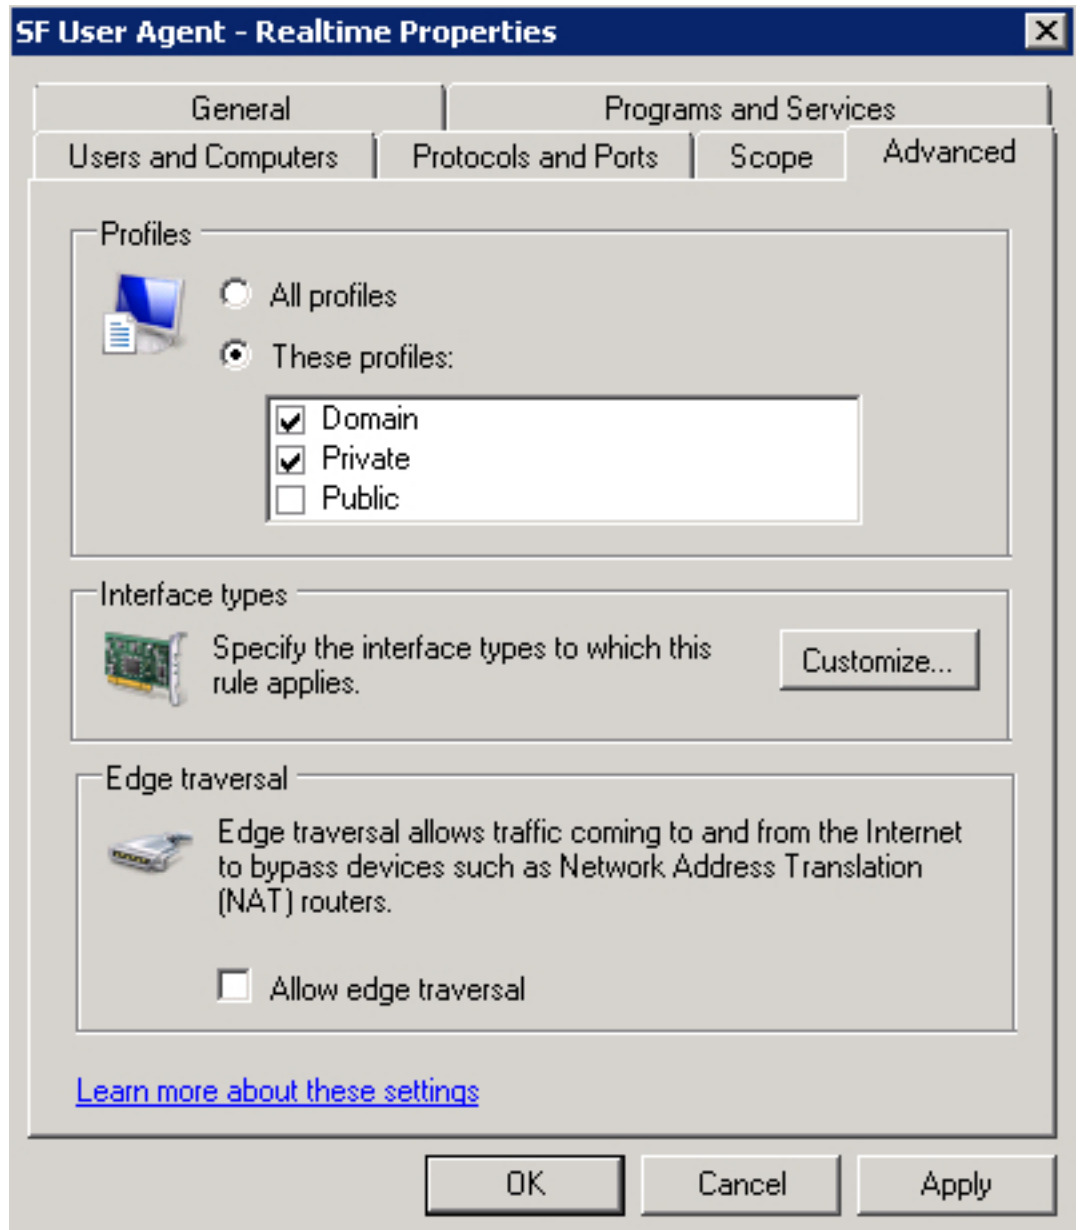 SF User Agent - Realtime Properties
General
Programs and Services
Users and Computers
Protocols and Ports
Scope
Advanced
Profiles
All profiles
These profiles:
Domain
Private
Public
Interface types
Specify the interface types to which this
rule applies.
Customize...
Edge traversal
Edge traversal allows traffic coming to and from the Internet
to bypass devices such as Network Address Translation
(NAT) routers.
Allow edge traversal
Learn more about these settings
OK
Cancel
Apply